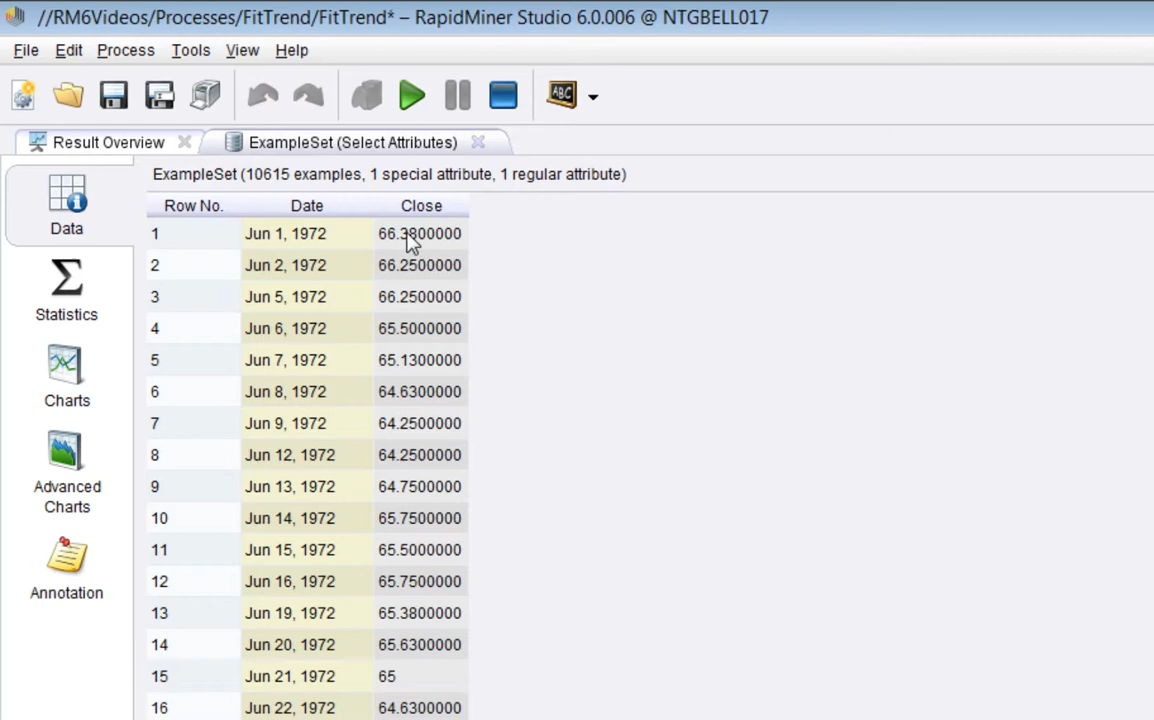 //RM6Videos/Processes/FitTrend/FitTrend* – RapidMiner Studio 6.0.006 @ NTGBELL017
File Edit Process Tools View Help
ABC
Result Overview ExampleSet (Select Attributes)
ExampleSet (10615 examples, 1 special attribute, 1 regular attribute)
Row No. Date Close
1 Jun 1, 1972 66.3800000
2 Jun 2, 1972 66.2500000
3 Jun 5, 1972 66.2500000
4 Jun 6, 1972 65.5000000
5 Jun 7, 1972 65.1300000
6 Jun 8, 1972 64.6300000
7 Jun 9, 1972 64.2500000
8 Jun 12, 1972 64.2500000
9 Jun 13, 1972 64.7500000
10 Jun 14, 1972 65.7500000
11 Jun 15, 1972 65.5000000
12 Jun 16, 1972 65.7500000
13 Jun 19, 1972 65.3800000
14 Jun 20, 1972 65.6300000
15 Jun 21, 1972 65
16 Jun 22, 1972 64.6300000
Data
Statistics
Charts
Advanced
Charts
Annotation